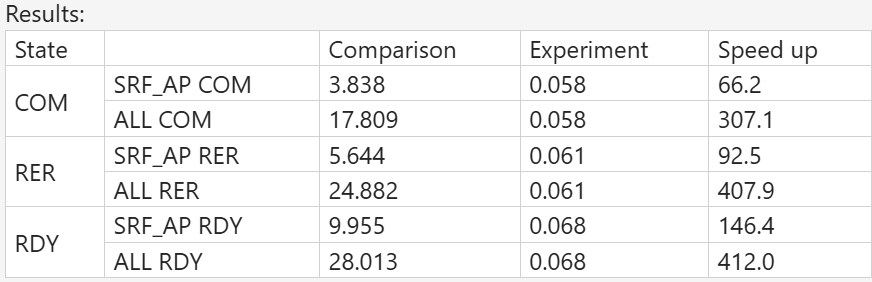 Results:
State Comparison Experiment Speed up
COM SRF_AP COM 3.838 0.058 66.2
ALL COM 17.809 0.058 307.1
RER SRF_AP RER 5.644 0.061 92.5
ALL RER 24.882 0.061 407.9
RDY SRF_AP RDY 9.955 0.068 146.4
ALL RDY 28.013 0.068 412.0